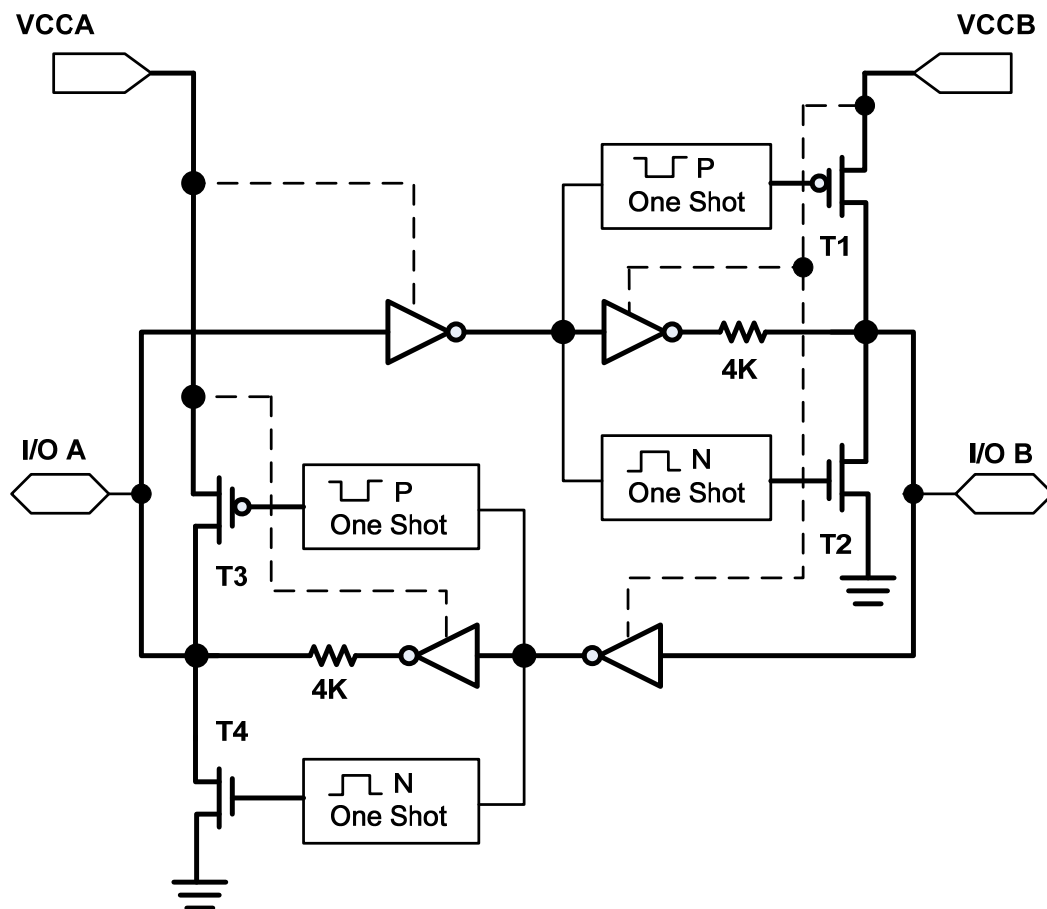 VCCA
VCCB
P
One Shot
T1
4K
I/O A
N
One Shot
I/O B
P
One Shot
T2
T3
4K
T4
N
One Shot